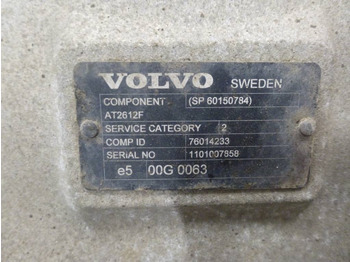 VOLVO SWEDEN
COMPONENT (SP 60150784)
AT2612F
SERVICE CATEGORY 2
COMP ID 76014233
SERIAL NO 1101007858
e5 00G 0063